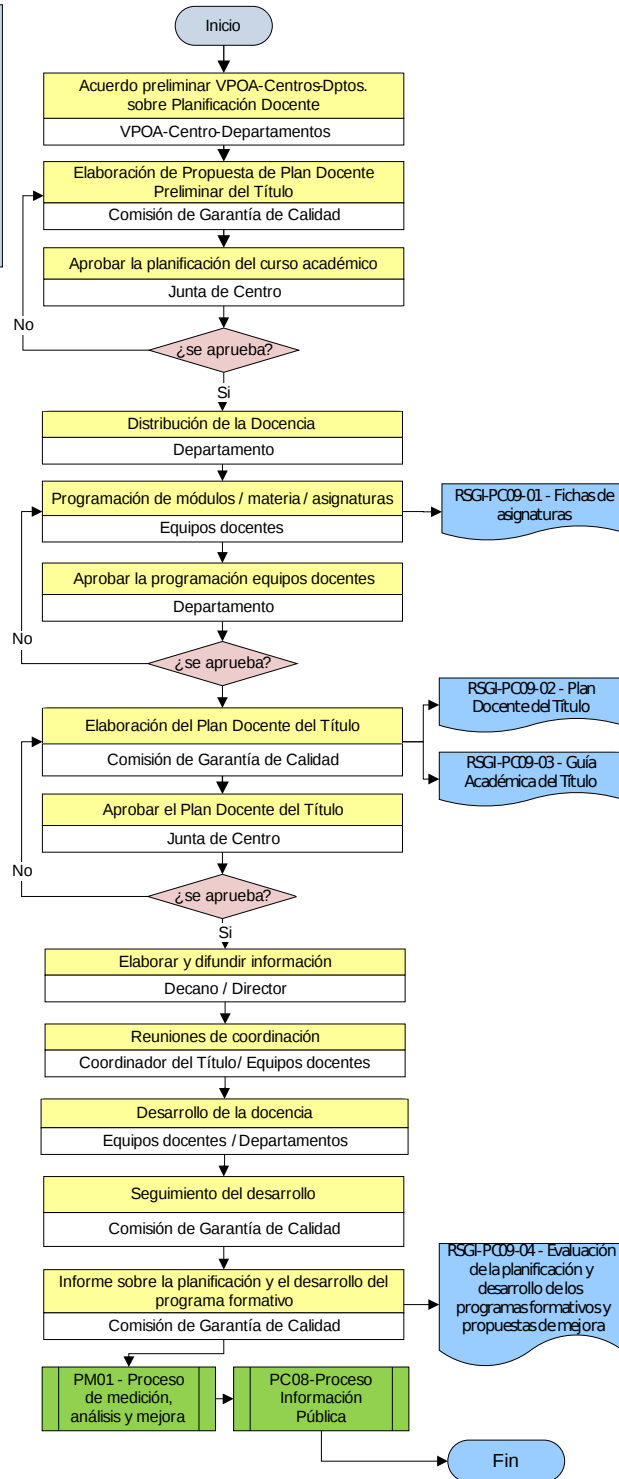 Inicio
Acuerdo preliminar VPOA-Centros-Dptos.
sobre Planificación Docente
VPOA-Centro-Departamentos
Elaboración de Propuesta de Plan Docente
Preliminar del Título
Comisión de Garantía de Calidad
Aprobar la planificación del curso académico
Junta de Centro
No
¿se aprueba?
Si
Distribución de la Docencia
Departamento
Programación de módulos / materia / asignaturas
Equipos docentes
RSGI-PC09-01 - Fichas de
asignaturas
Aprobar la programación equipos docentes
Departamento
No
¿se aprueba?
Elaboración del Plan Docente del Título
Comisión de Garantía de Calidad
RSGI-PC09-02 - Plan
Docente del Título
RSGI-PC09-03 - Guía
Académica del Título
Aprobar el Plan Docente del Título
Junta de Centro
No
¿se aprueba?
Si
Elaborar y difundir información
Decano / Director
Reuniones de coordinación
Coordinador del Título/ Equipos docentes
Desarrollo de la docencia
Equipos docentes / Departamentos
Seguimiento del desarrollo
Comisión de Garantía de Calidad
Informe sobre la planificación y el desarrollo del
programa formativo
Comisión de Garantía de Calidad
RSGI-PC09-04 - Evaluación
de la planificación y
desarrollo de los
programas formativos y
propuestas de mejora
PM01 - Proceso
de medición,
análisis y mejora
PC08-Proceso
Información
Pública
Fin